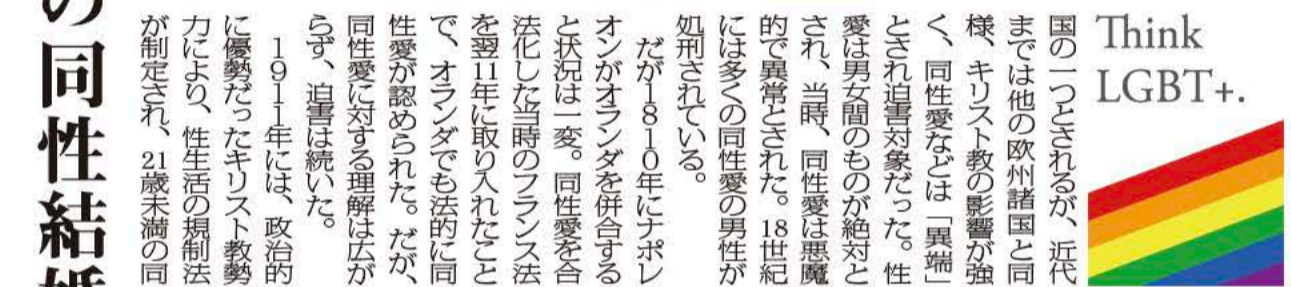 Think
LGBT+.
国の一つとされるが、近代
までは他の欧州諸国と同
様、キリスト教の影響が強
く、同性愛などは「異端」
とされ迫害対象だった。性
愛は男女間のものが絶対と
され、当時、同性愛は悪魔
的で異常とされた。18世紀
には多くの同性愛の男性が
処刑されている。
だが1810年にナポレ
オンがオランダを併合する
と状況は一変。同性愛を合
法化した当時のフランス法
を翌11年に取り入れたこと
で、オランダでも法的に同
性愛が認められた。だが、
同性愛に対する理解は広が
らず、迫害は続いた。
1911年には、政治的
に優勢だったキリスト教勢
力により、性生活の規制法
が制定され、21歳未満の同
の同性結婚